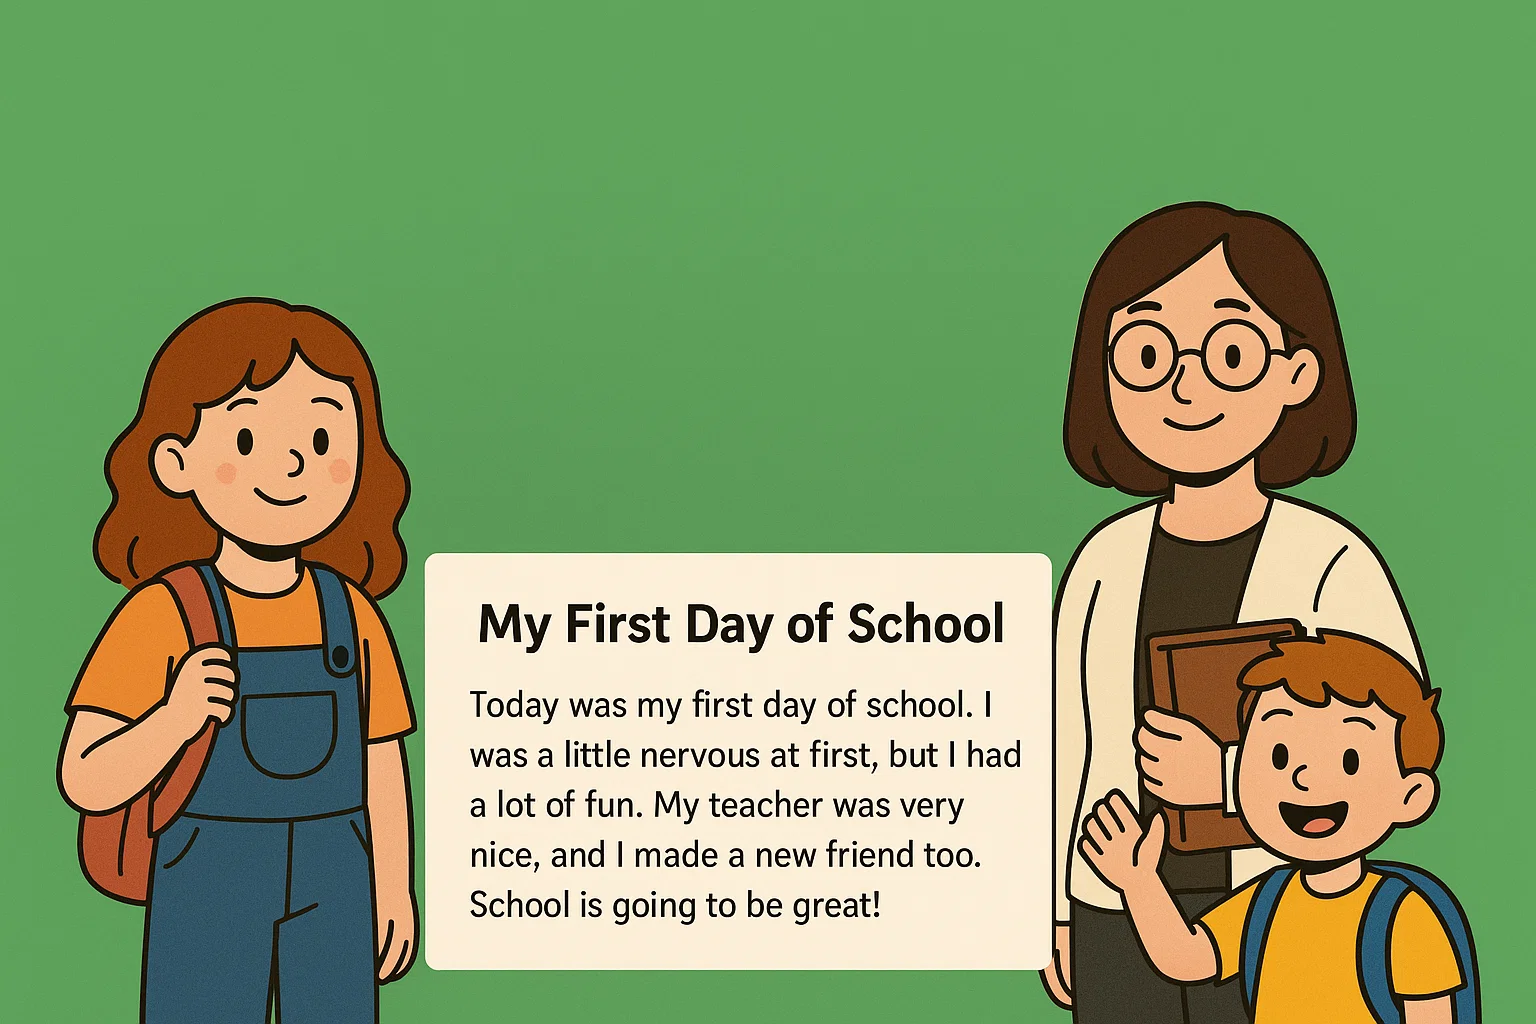 My First Day of School
Today was my first day of school. I
was a little nervous at first, but I had
a lot of fun. My teacher was very
nice, and I made a new friend too.
School is going to be great!